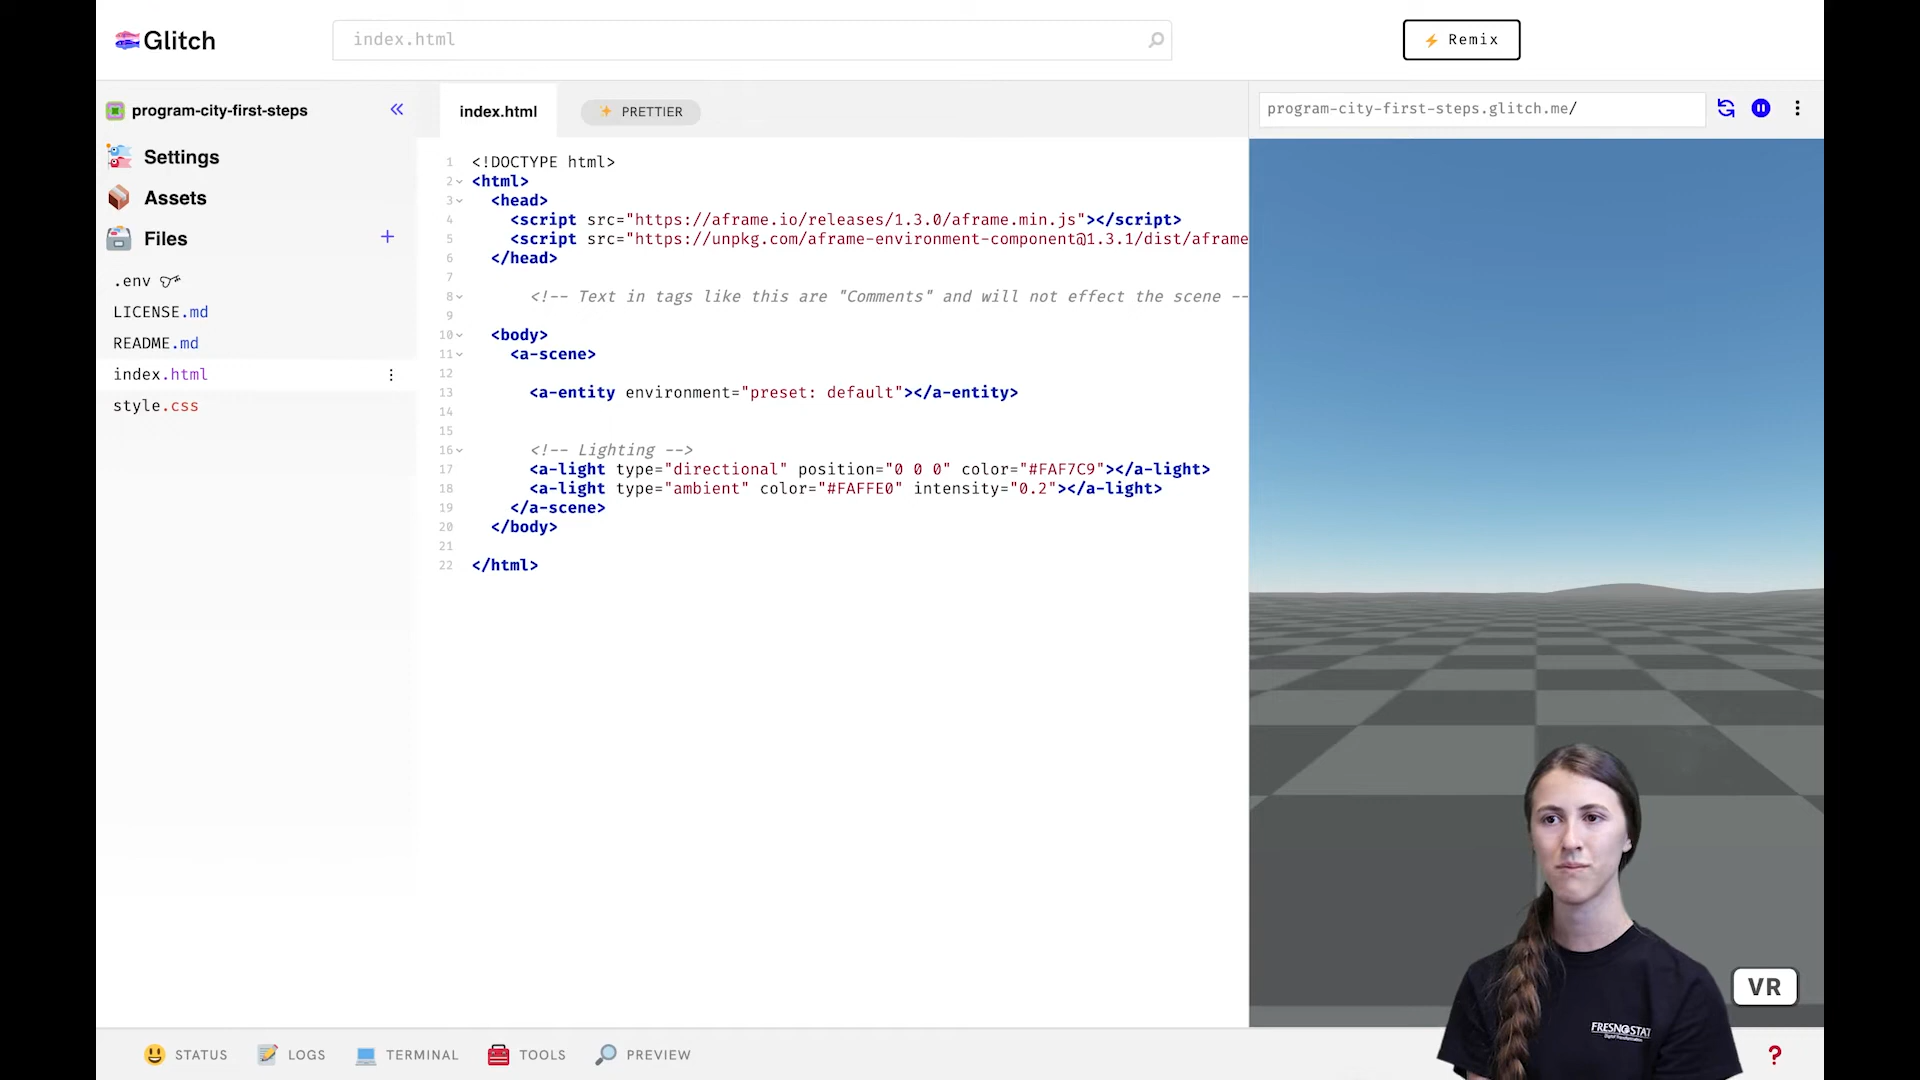 Glitch
index.html
Remix
program-city-first-steps
Settings
Assets
Files
.env
LICENSE.md
README.md
index.html
style.css
index.html
PRETTIER
1 <!DOCTYPE html>
2 <html>
3 <head>
4 <script src="https://aframe.io/releases/1.3.0/aframe.min.js"></script>
5 <script src="https://unpkg.com/aframe-environment-component@1.3.1/dist/aframe
6 </head>
7
8 <!-- Text in tags like this are "Comments" and will not effect the scene --
9
10 <body>
11 <a-scene>
12
13 <a-entity environment="preset: default"></a-entity>
14
15
16 <!-- Lighting -->
17 <a-light type="directional" position="0 0 0" color="#FAF7C9"></a-light>
18 <a-light type="ambient" color="#FAFFE0" intensity="0.2"></a-light>
19 </a-scene>
20 </body>
21
22 </html>
program-city-first-steps.glitch.me/
VR
FRESNO STAT
STATUS
LOGS
TERMINAL
TOOLS
PREVIEW
?